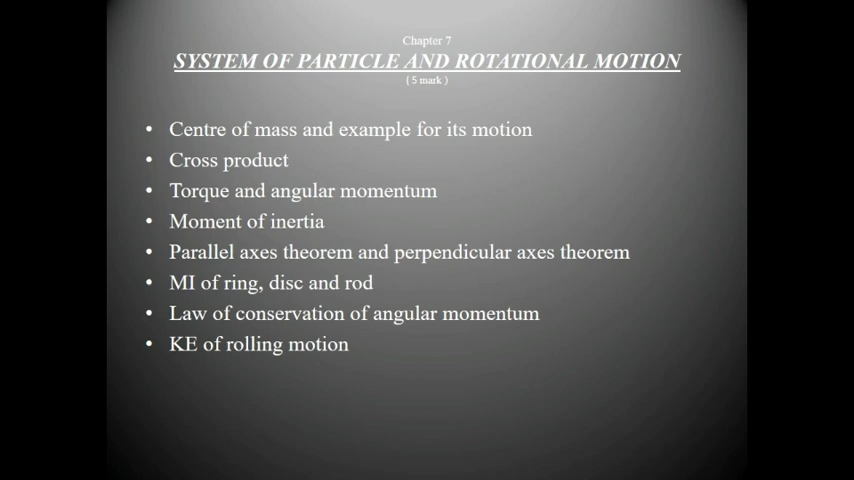 Chapter 7
SYSTEM OF PARTICLE AND ROTATIONAL MOTION
( 5 mark )
• Centre of mass and example for its motion
• Cross product
• Torque and angular momentum
• Moment of inertia
• Parallel axes theorem and perpendicular axes theorem
• MI of ring, disc and rod
• Law of conservation of angular momentum
• KE of rolling motion